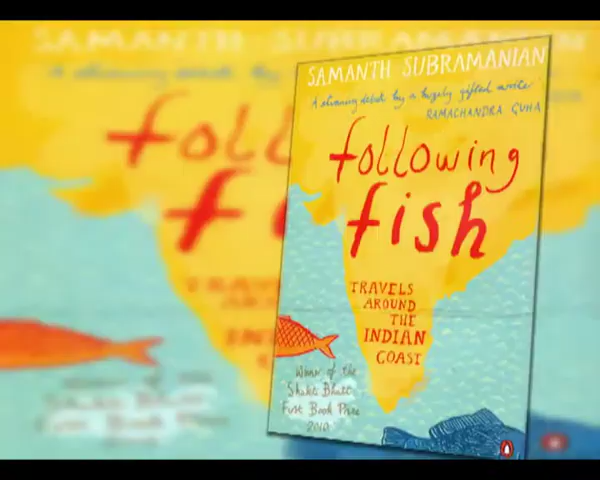 SAMANTH SUBRAMANIAN
A stunning debut by a hugely gifted writer
RAMACHANDRA GUHA
following
fish
TRAVELS
AROUND
THE
INDIAN
COAST
Winner of the
Shakti Bhatt
First Book Prize
2010